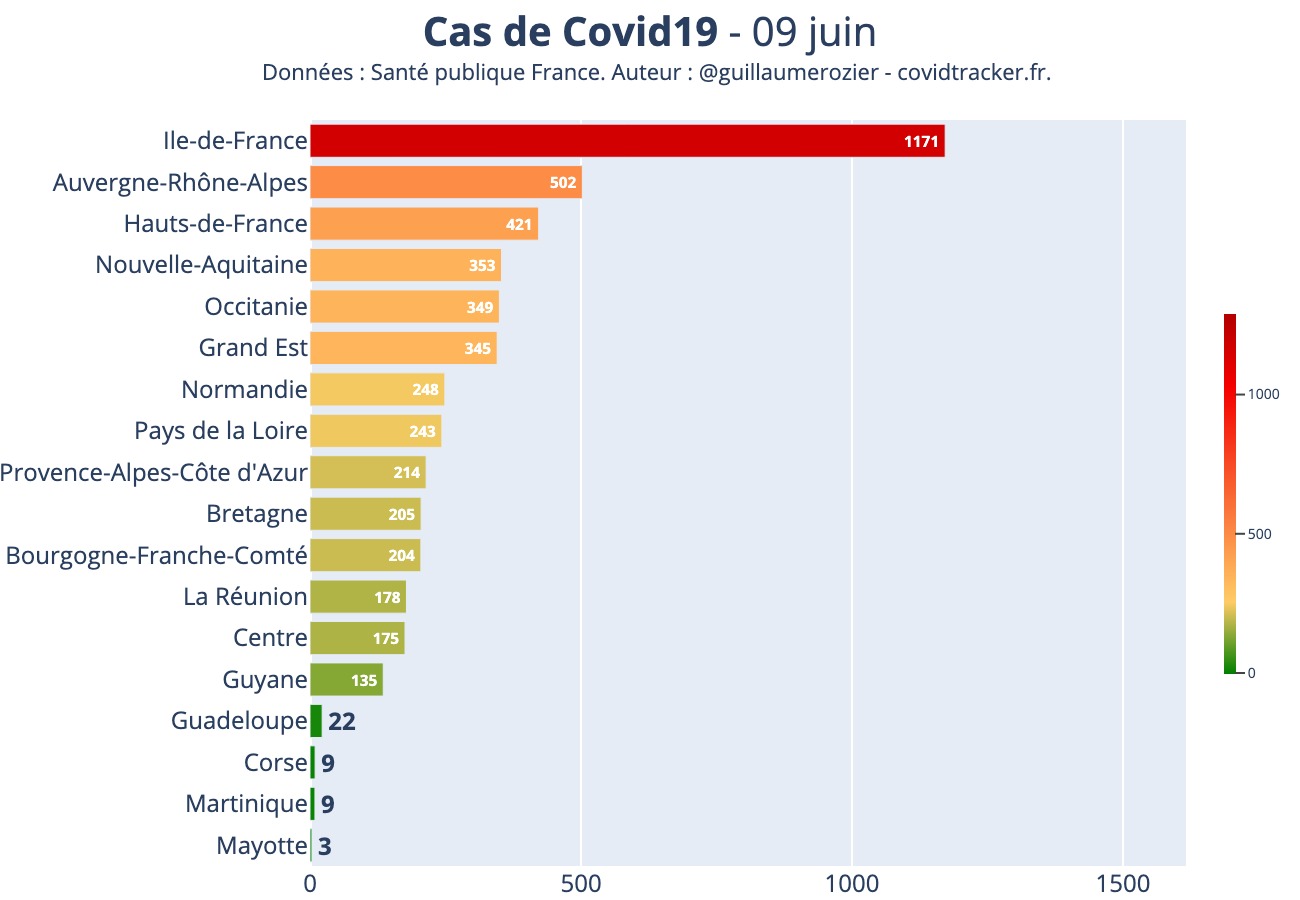 Cas de Covid19 - 09 juin
Données : Santé publique France. Auteur : @guillaumerozier - covidtracker.fr.
Ile-de-France 1171
Auvergne-Rhône-Alpes 502
Hauts-de-France 421
Nouvelle-Aquitaine 353
Occitanie 349
Grand Est 345
Normandie 248
Pays de la Loire 243
Provence-Alpes-Côte d'Azur 214
Bretagne 205
Bourgogne-Franche-Comté 204
La Réunion 178
Centre 175
Guyane 135
Guadeloupe 22
Corse 9
Martinique 9
Mayotte 3
0 500 1000 1500
1000
500
0